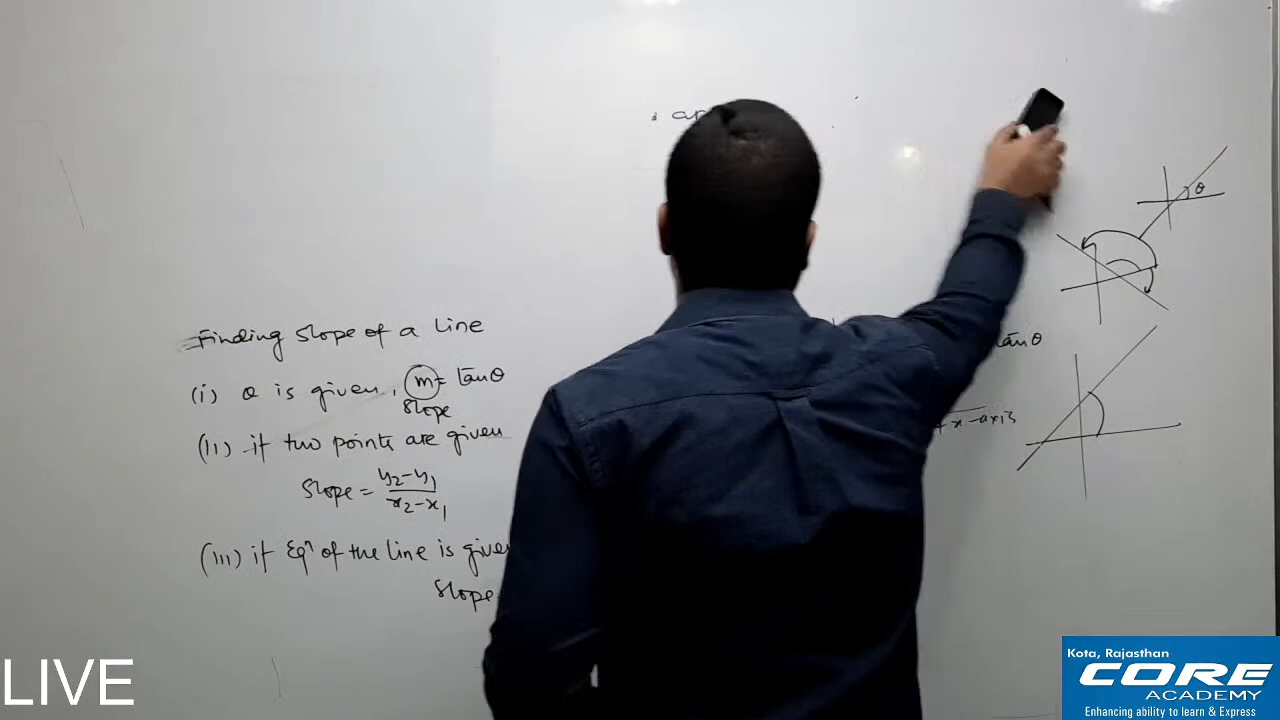 Finding slope of a line
(i) θ is given, m = tanθ
slope
(ii) if two points are given
slope = y₂-y₁
x₂-x₁
(iii) if Eqⁿ of the line is give
slope
θ
tanθ
x-axis
LIVE
Kota, Rajasthan
CORE
ACADEMY
Enhancing ability to learn & Express